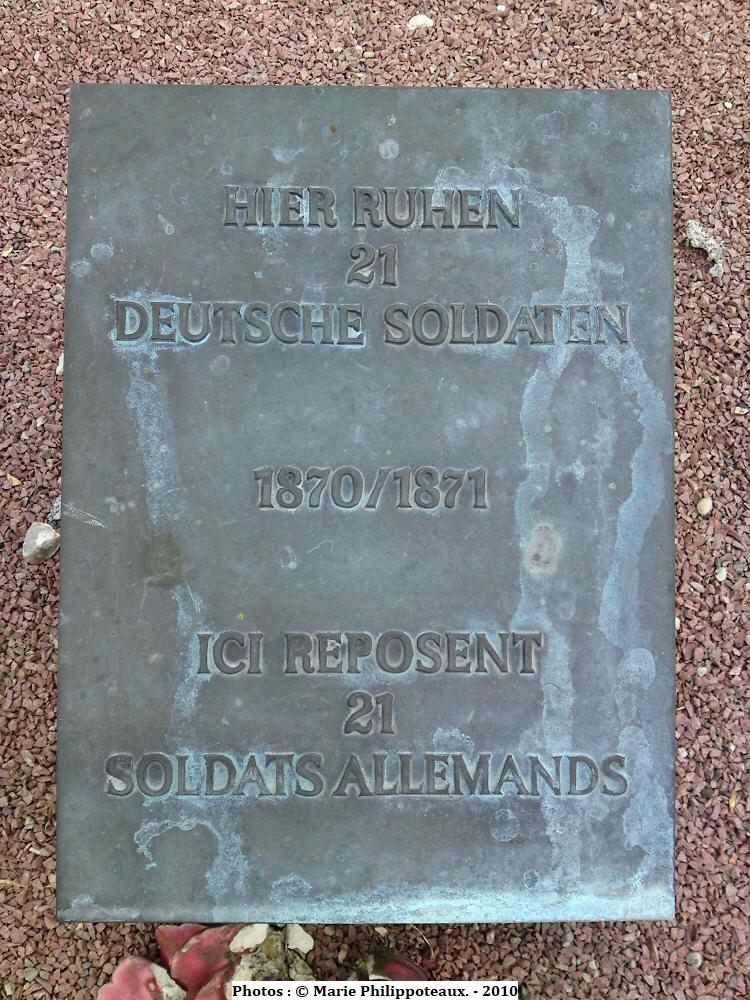 HIER RUHEN
21
DEUTSCHE SOLDATEN
1870/1871
ICI REPOSENT
21
SOLDATS ALLEMANDS
Photos : © Marie Philippoteaux. - 2010